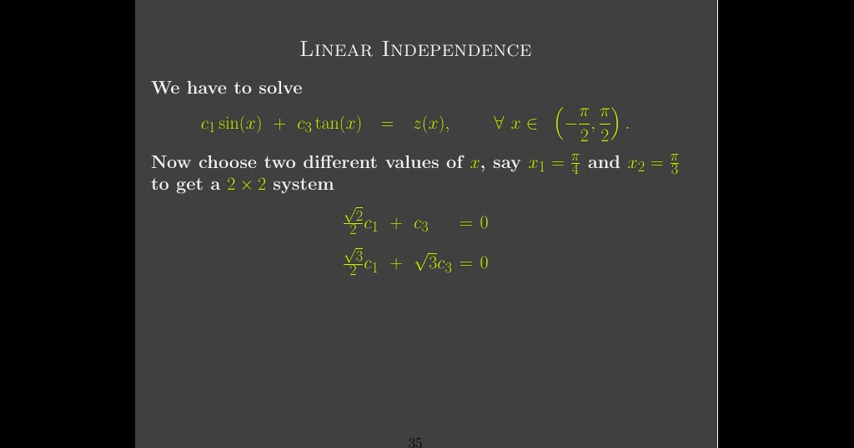 LINEAR INDEPENDENCE
We have to solve
c₁ sin(x) + c₃ tan(x) = z(x), ∀ x ∈ (−π/2, π/2).
Now choose two different values of x, say x₁ = π/4 and x₂ = π/3
to get a 2 × 2 system
√2/2 c₁ + c₃ = 0
√3/2 c₁ + √3c₃ = 0
35